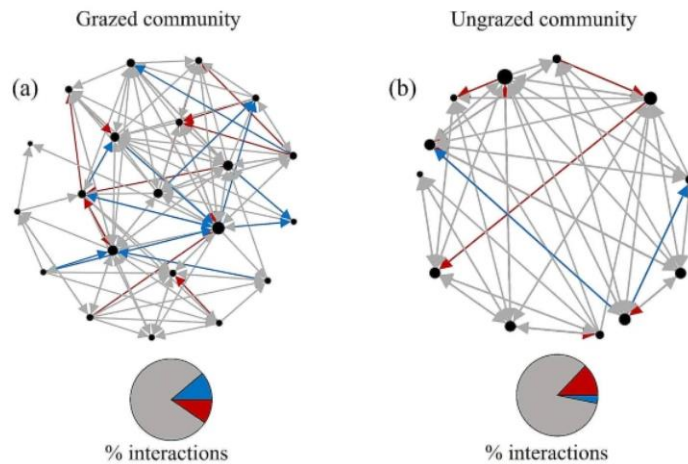 Grazed community
Ungrazed community
(a)
(b)
% interactions
% interactions